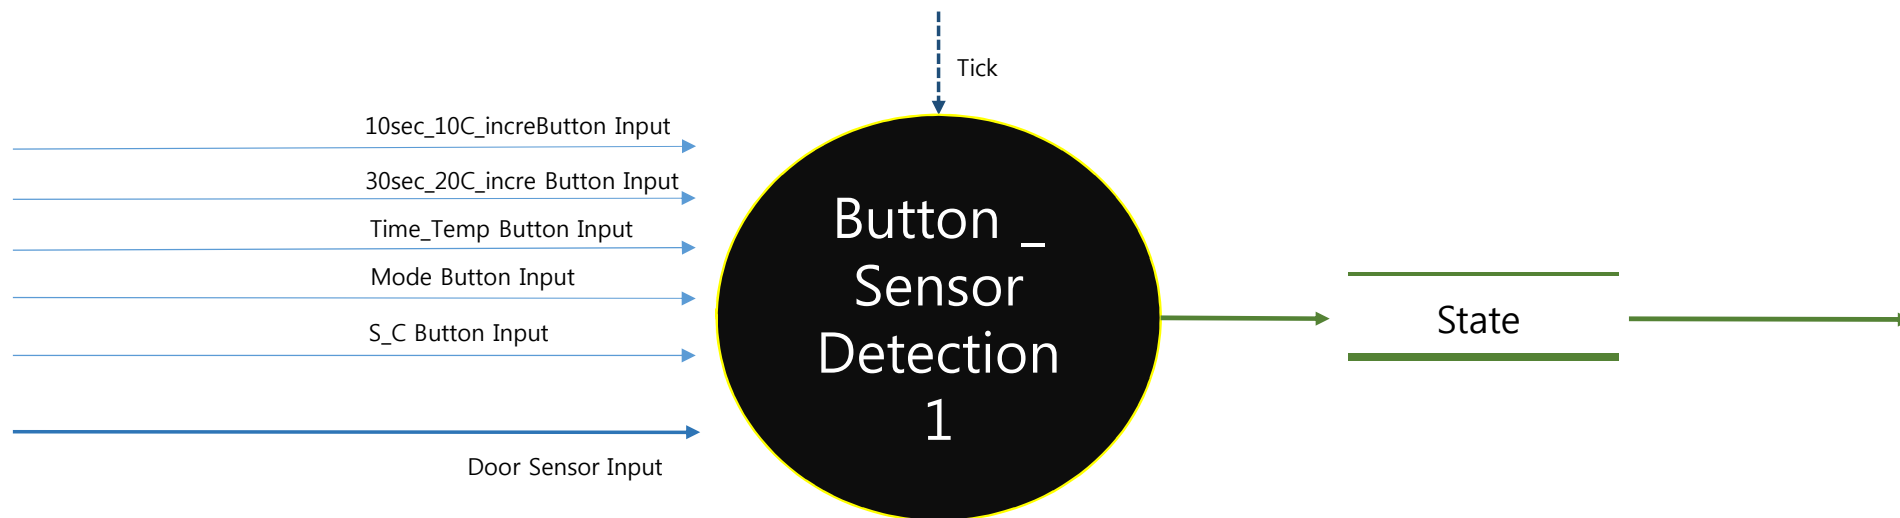 Tick
10sec_10C_increButton Input
30sec_20C_incre Button Input
Time_Temp Button Input
Mode Button Input
S_C Button Input
Door Sensor Input
Button _
Sensor
Detection
1
State